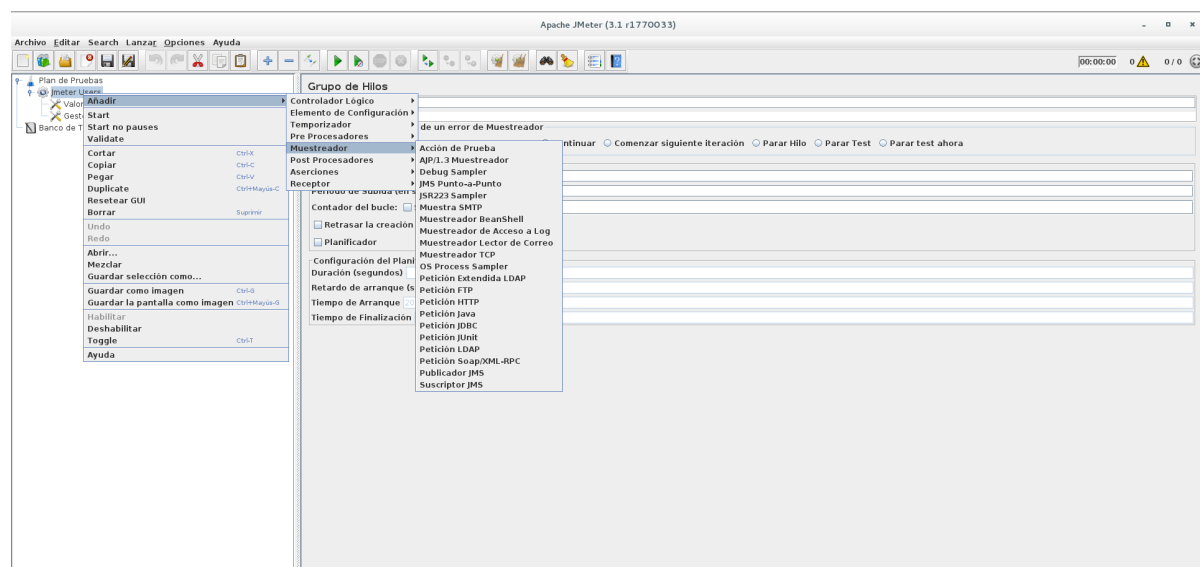 Apache JMeter (3.1 r1770033)
Archivo Editar Search Lanzar Opciones Ayuda
00:00:00 0 0 / 0
Plan de Pruebas
Jmeter Users
Valor
Gest
Banco de T
Añadir
Start
Start no pauses
Validate
Cortar Ctrl-X
Copiar Ctrl-C
Pegar Ctrl-V
Duplicate Ctrl+Mayús-C
Resetear GUI
Borrar Suprimir
Undo
Redo
Abrir...
Mezclar
Guardar selección como...
Guardar como imagen Ctrl-G
Guardar la pantalla como imagen Ctrl+Mayús-G
Habilitar
Deshabilitar
Toggle Ctrl-T
Ayuda
Controlador Lógico
Elemento de Configuración
Temporizador
Pre Procesadores
Muestreador
Post Procesadores
Aserciones
Receptor
Acción de Prueba
AJP/1.3 Muestreador
Debug Sampler
JMS Punto-a-Punto
JSR223 Sampler
Muestra SMTP
Muestreador BeanShell
Muestreador de Acceso a Log
Muestreador Lector de Correo
Muestreador TCP
OS Process Sampler
Petición Extendida LDAP
Petición FTP
Petición HTTP
Petición Java
Petición JDBC
Petición JUnit
Petición LDAP
Petición Soap/XML-RPC
Publicador JMS
Suscriptor JMS
Grupo de Hilos
de un error de Muestreador
ntinuar Comenzar siguiente iteración Parar Hilo Parar Test Parar test ahora
Periodo de Subida (en s
Contador del bucle:
Retrasar la creación
Planificador
Configuración del Plani
Duración (segundos)
Retardo de arranque (s
Tiempo de Arranque 20
Tiempo de Finalización